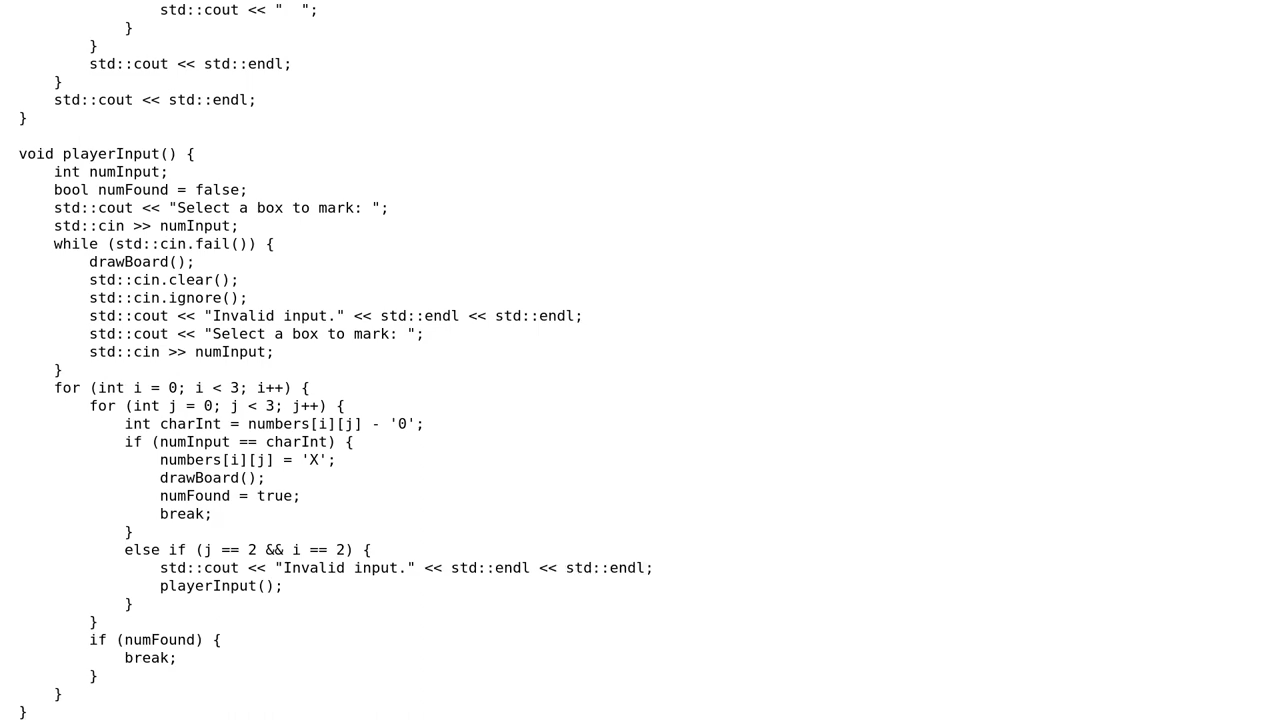 std::cout << "  ";
            }
        }
        std::cout << std::endl;
    }
    std::cout << std::endl;
}

void playerInput() {
    int numInput;
    bool numFound = false;
    std::cout << "Select a box to mark: ";
    std::cin >> numInput;
    while (std::cin.fail()) {
        drawBoard();
        std::cin.clear();
        std::cin.ignore();
        std::cout << "Invalid input." << std::endl << std::endl;
        std::cout << "Select a box to mark: ";
        std::cin >> numInput;
    }
    for (int i = 0; i < 3; i++) {
        for (int j = 0; j < 3; j++) {
            int charInt = numbers[i][j] - '0';
            if (numInput == charInt) {
                numbers[i][j] = 'X';
                drawBoard();
                numFound = true;
                break;
            }
            else if (j == 2 && i == 2) {
                std::cout << "Invalid input." << std::endl << std::endl;
                playerInput();
            }
        }
        if (numFound) {
            break;
        }
    }
}